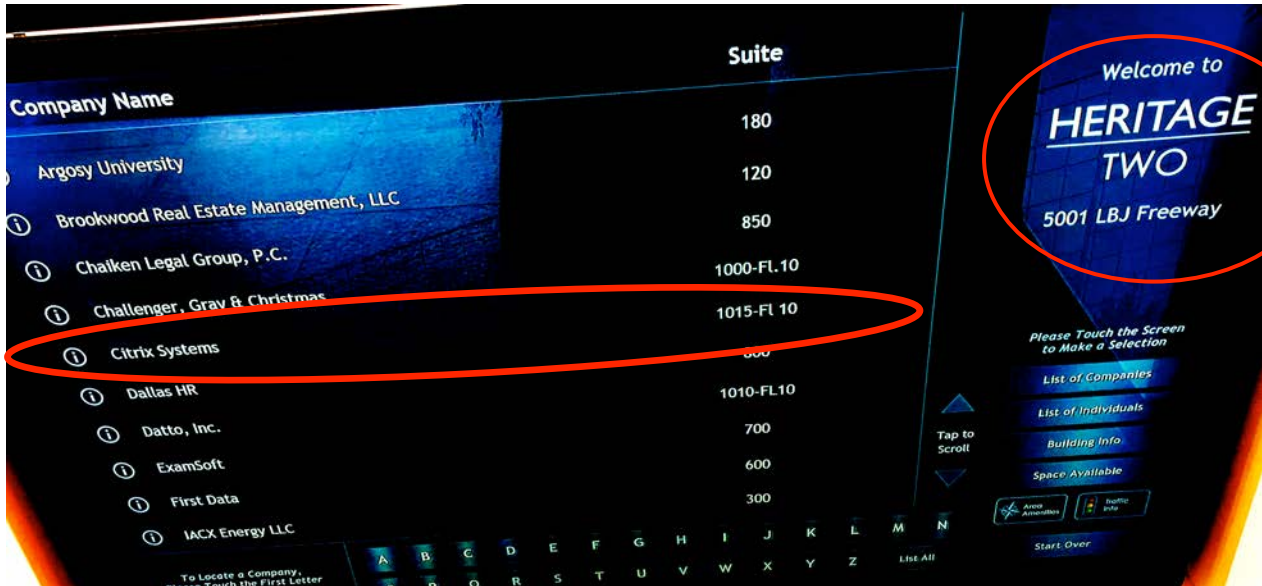 Company Name Suite
Argosy University 180
Brookwood Real Estate Management, LLC 120
Chaiken Legal Group, P.C. 850
Challenger, Gray & Christmas 1000-Fl.10
Citrix Systems 1015-Fl 10
Dallas HR
Datto, Inc. 1010-FL10
ExamSoft 700
First Data 600
IACX Energy LLC 300
To Locate a Company,
Touch the First Letter
A B C D E F G H I J K L M N
Q R S T U V W X Y Z List All
Tap to
Scroll
Welcome to
HERITAGE
TWO
5001 LBJ Freeway
Please Touch the Screen
to Make a Selection
List of Companies
List of Individuals
Building Info
Space Available
Area
Amenities
Traffic
Info
Start Over